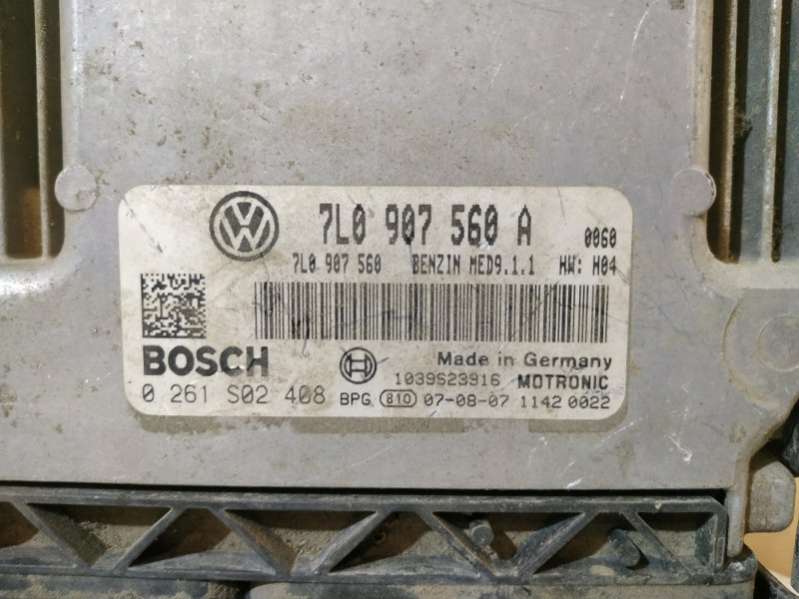 7L0 907 560 A 0060
7L0 907 560 BENZIN MED9.1.1 HW: H04
BOSCH Made in Germany
1039S23916 MOTRONIC
0 261 S02 408 BPG 810 07-08-07 1142 0022